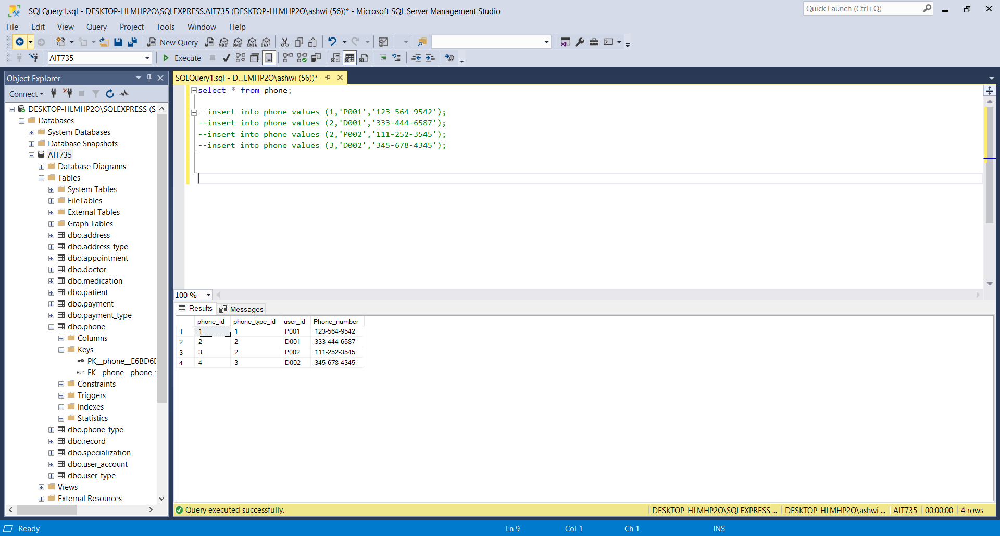 SQLQuery1.sql - DESKTOP-HLMHP2O\SQLEXPRESS.AIT735 (DESKTOP-HLMHP2O\ashwi (56))* - Microsoft SQL Server Management Studio
Quick Launch (Ctrl+Q)
File Edit View Query Project Tools Window Help
New Query MDX DMX XMLA DAX
AIT735 Execute
Object Explorer
Connect
DESKTOP-HLMHP2O\SQLEXPRESS (S
Databases
System Databases
Database Snapshots
AIT735
Database Diagrams
Tables
System Tables
FileTables
External Tables
Graph Tables
dbo.address
dbo.address_type
dbo.appointment
dbo.doctor
dbo.medication
dbo.patient
dbo.payment
dbo.payment_type
dbo.phone
Columns
Keys
PK__phone__E6BD6D
FK__phone__phone_t
Constraints
Triggers
Indexes
Statistics
dbo.phone_type
dbo.record
dbo.specialization
dbo.user_account
dbo.user_type
Views
External Resources
SQLQuery1.sql - D...LMHP2O\ashwi (56))*
select * from phone;
--insert into phone values (1,'P001','123-564-9542');
--insert into phone values (2,'D001','333-444-6587');
--insert into phone values (2,'P002','111-252-3545');
--insert into phone values (3,'D002','345-678-4345');
100 %
Results Messages
phone_id phone_type_id user_id Phone_number
1 1 1 P001 123-564-9542
2 2 2 D001 333-444-6587
3 3 2 P002 111-252-3545
4 4 3 D002 345-678-4345
Query executed successfully. DESKTOP-HLMHP2O\SQLEXPRESS ... DESKTOP-HLMHP2O\ashwi ... AIT735 00:00:00 4 rows
Ready Ln 9 Col 1 Ch 1 INS